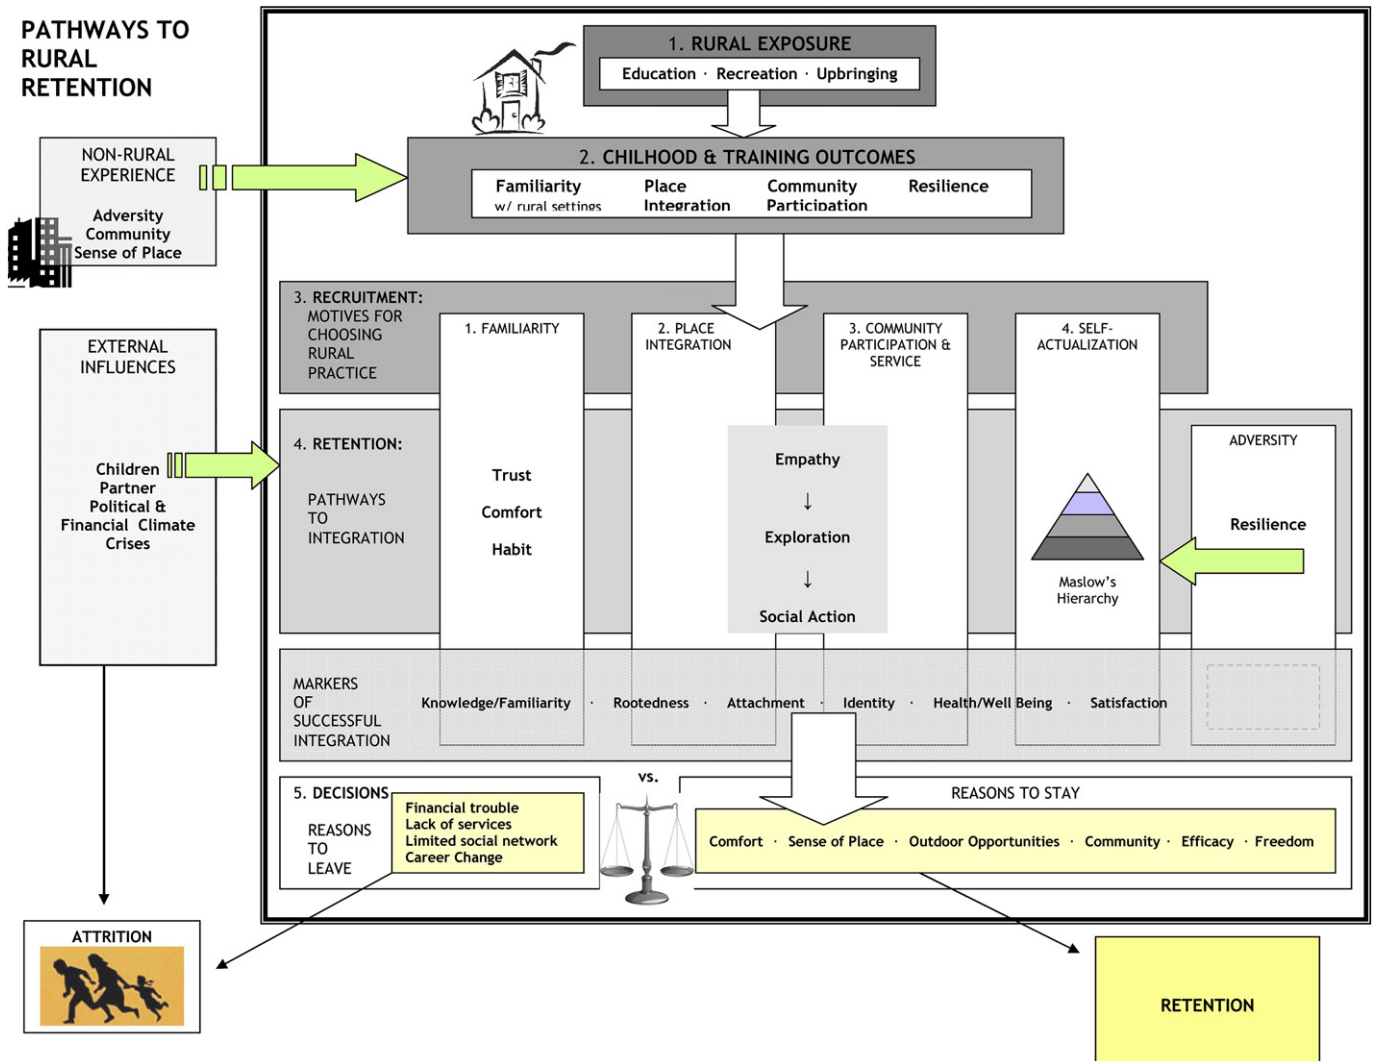 PATHWAYS TO
RURAL
RETENTION
1. RURAL EXPOSURE
Education · Recreation · Upbringing
NON-RURAL
EXPERIENCE
Adversity
Community
Sense of Place
2. CHILHOOD & TRAINING OUTCOMES
Familiarity Place Community Resilience
w/ rural settings Integration Participation
3. RECRUITMENT:
MOTIVES FOR
CHOOSING
RURAL
PRACTICE
1. FAMILIARITY
2. PLACE
INTEGRATION
3. COMMUNITY
PARTICIPATION &
SERVICE
4. SELF-
ACTUALIZATION
EXTERNAL
INFLUENCES
Children
Partner
Political &
Financial Climate
Crises
4. RETENTION:
PATHWAYS
TO
INTEGRATION
Trust
Comfort
Habit
Empathy
↓
Exploration
↓
Social Action
Maslow's
Hierarchy
ADVERSITY
Resilience
MARKERS
OF
SUCCESSFUL
INTEGRATION
Knowledge/Familiarity · Rootedness · Attachment · Identity · Health/Well Being · Satisfaction
5. DECISIONS
REASONS
TO
LEAVE
Financial trouble
Lack of services
Limited social network
Career Change
vs.
REASONS TO STAY
Comfort · Sense of Place · Outdoor Opportunities · Community · Efficacy · Freedom
ATTRITION
RETENTION